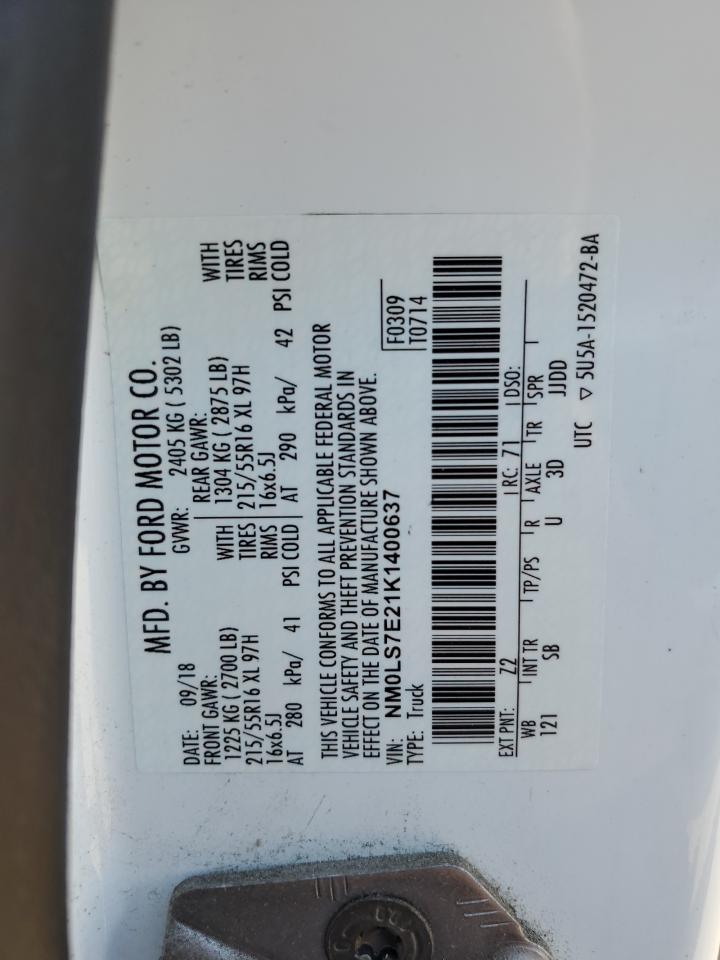 MFD. BY FORD MOTOR CO.
DATE: 09/18 GVWR: 2405 KG ( 5302 LB)
FRONT GAWR: REAR GAWR:
1225 KG ( 2700 LB) WITH 1304 KG ( 2875 LB) WITH
215/55R16 XL 97H TIRES 215/55R16 XL 97H TIRES
16x6.5J RIMS 16x6.5J RIMS
AT 280 kPa/ 41 PSI COLD AT 290 kPa/ 42 PSI COLD
THIS VEHICLE CONFORMS TO ALL APPLICABLE FEDERAL MOTOR
VEHICLE SAFETY AND THEFT PREVENTION STANDARDS IN
EFFECT ON THE DATE OF MANUFACTURE SHOWN ABOVE.
VIN: NM0LS7E21K1400637 F0309
TYPE: Truck T0714
EXT PNT: Z2 RC: 71 DSO:
WB INT TR TP/PS R AXLE TR SPR
121 SB U 3D JJDD
UTC ▽ 5U5A-1520472-BA